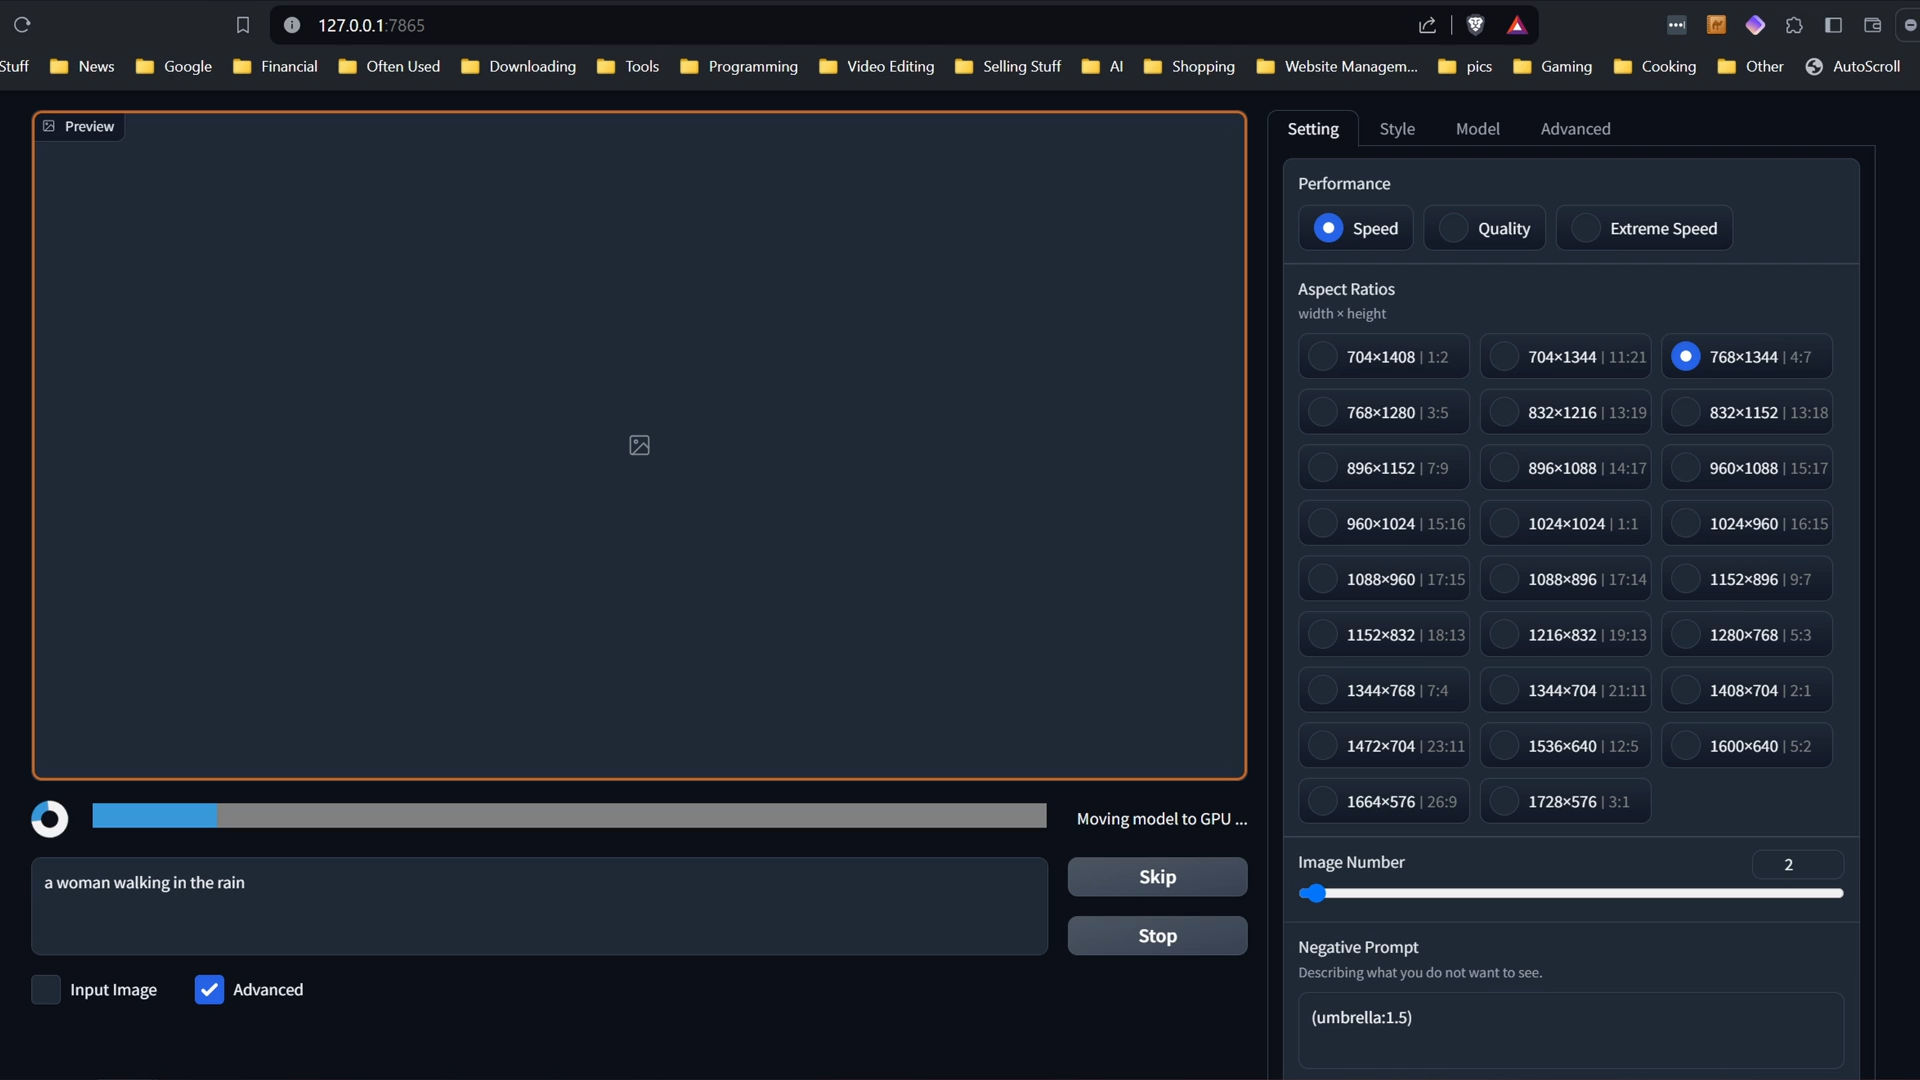 127.0.0.1:7865
Stuff News Google Financial Often Used Downloading Tools Programming Video Editing Selling Stuff AI Shopping Website Managem... pics Gaming Cooking Other AutoScroll
Preview
Setting Style Model Advanced
Performance
Speed Quality Extreme Speed
Aspect Ratios
width × height
704×1408 | 1:2 704×1344 | 11:21 768×1344 | 4:7
768×1280 | 3:5 832×1216 | 13:19 832×1152 | 13:18
896×1152 | 7:9 896×1088 | 14:17 960×1088 | 15:17
960×1024 | 15:16 1024×1024 | 1:1 1024×960 | 16:15
1088×960 | 17:15 1088×896 | 17:14 1152×896 | 9:7
1152×832 | 18:13 1216×832 | 19:13 1280×768 | 5:3
1344×768 | 7:4 1344×704 | 21:11 1408×704 | 2:1
1472×704 | 23:11 1536×640 | 12:5 1600×640 | 5:2
1664×576 | 26:9 1728×576 | 3:1
Moving model to GPU ...
a woman walking in the rain
Skip
Stop
Input Image Advanced
Image Number 2
Negative Prompt
Describing what you do not want to see.
(umbrella:1.5)